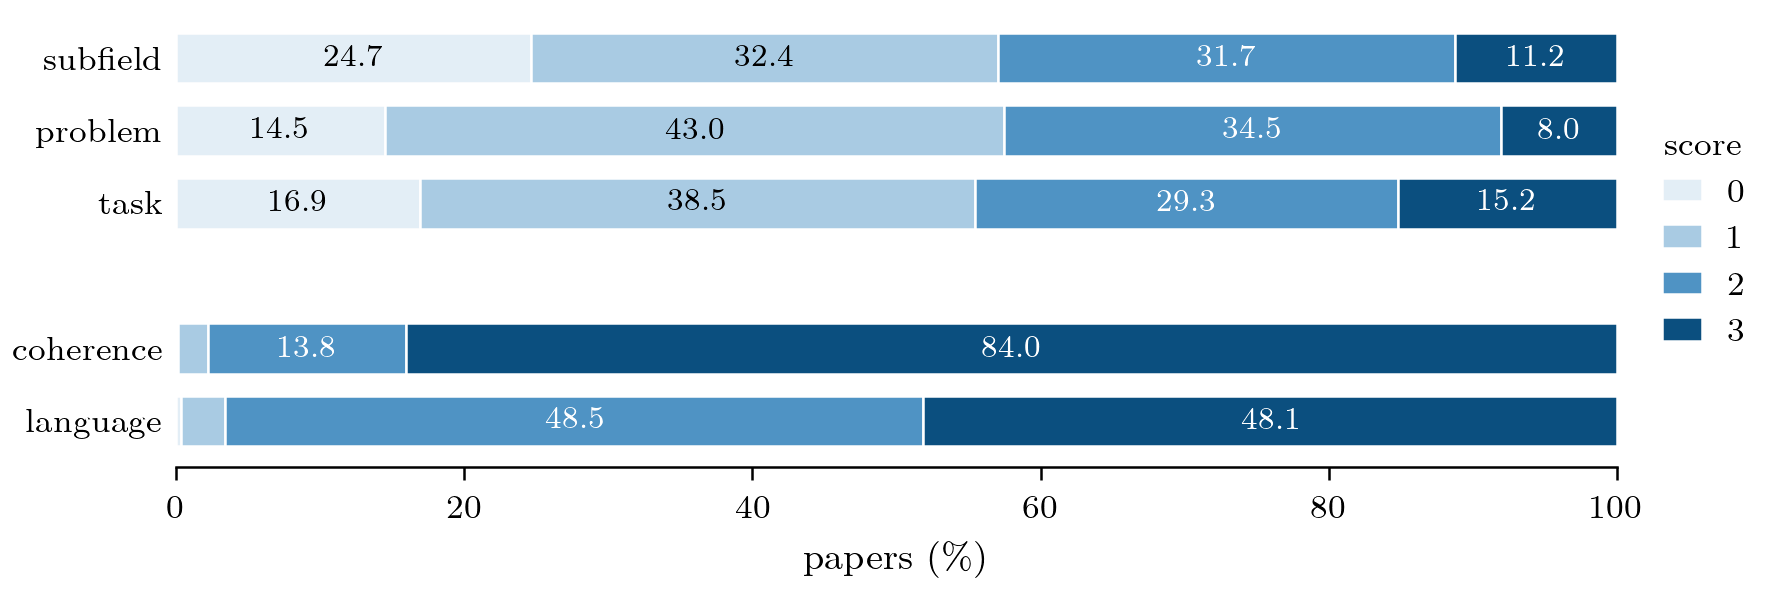 subfield 24.7 32.4 31.7 11.2
problem 14.5 43.0 34.5 8.0
task 16.9 38.5 29.3 15.2
coherence 13.8 84.0
language 48.5 48.1
0 20 40 60 80 100
papers (%)
score
0
1
2
3